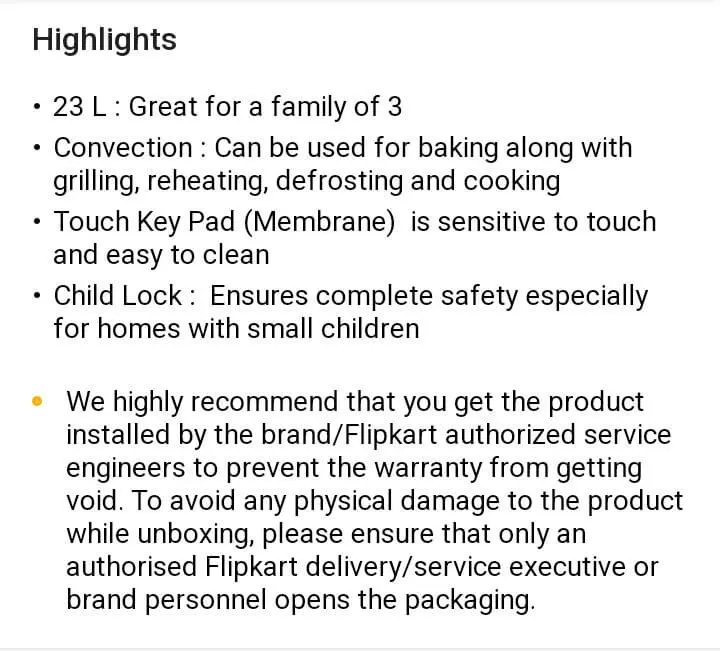 Highlights
• 23 L : Great for a family of 3
• Convection : Can be used for baking along with
grilling, reheating, defrosting and cooking
• Touch Key Pad (Membrane)  is sensitive to touch
and easy to clean
• Child Lock :  Ensures complete safety especially
for homes with small children
• We highly recommend that you get the product
installed by the brand/Flipkart authorized service
engineers to prevent the warranty from getting
void. To avoid any physical damage to the product
while unboxing, please ensure that only an
authorised Flipkart delivery/service executive or
brand personnel opens the packaging.